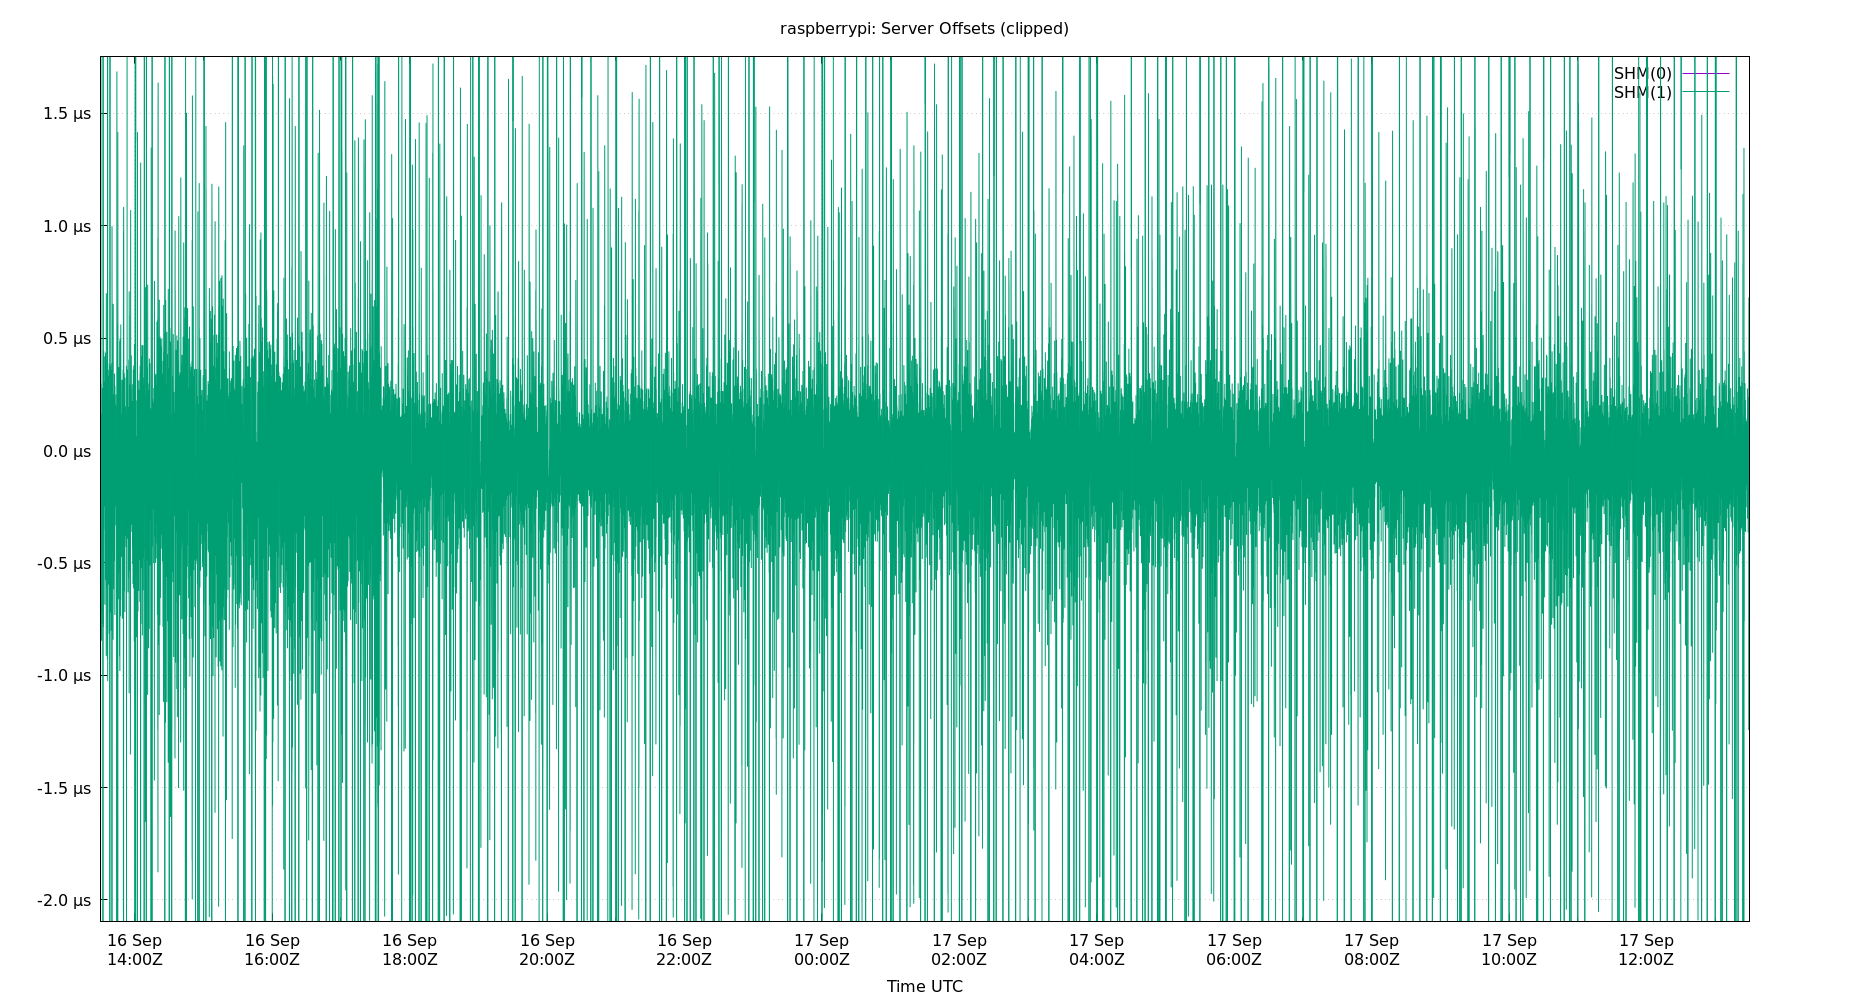 raspberrypi: Server Offsets (clipped)
SHM(0)
SHM(1)
1.5 µs
1.0 µs
0.5 µs
0.0 µs
-0.5 µs
-1.0 µs
-1.5 µs
-2.0 µs
16 Sep 16 Sep 16 Sep 16 Sep 16 Sep 17 Sep 17 Sep 17 Sep 17 Sep 17 Sep 17 Sep 17 Sep
14:00Z 16:00Z 18:00Z 20:00Z 22:00Z 00:00Z 02:00Z 04:00Z 06:00Z 08:00Z 10:00Z 12:00Z
Time UTC